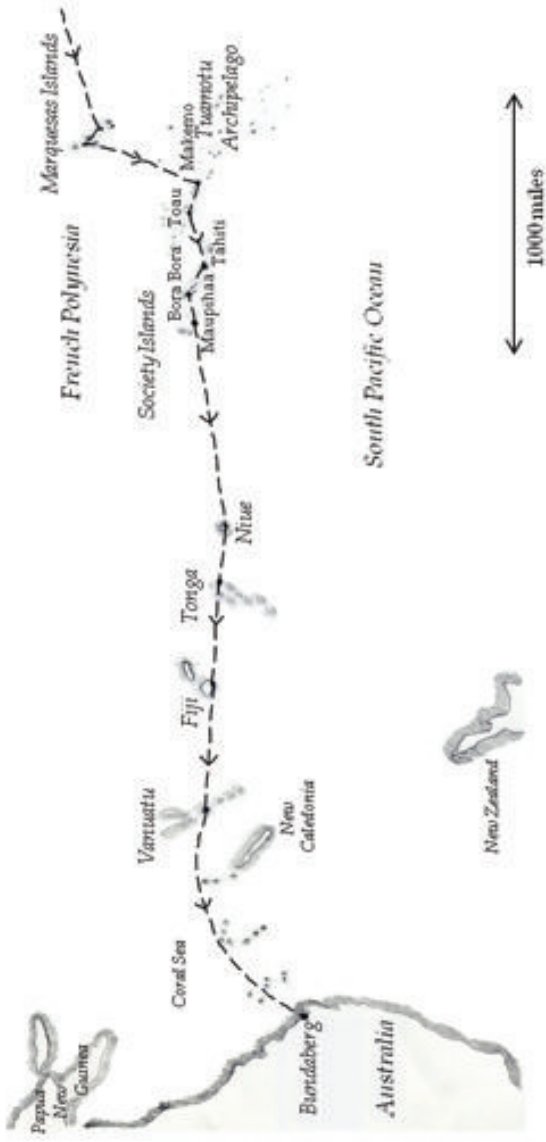 Papua
New
Guinea
Coral Sea
Bundaberg
Australia
Vanuatu
New
Caledonia
New Zealand
Fiji
Tonga
Niue
South Pacific Ocean
French Polynesia
Society Islands
Bora Bora
Maupihaa
Tahiti
Toau
Makemo
Tuamotu
Archipelago
Marquesas Islands
1000 miles